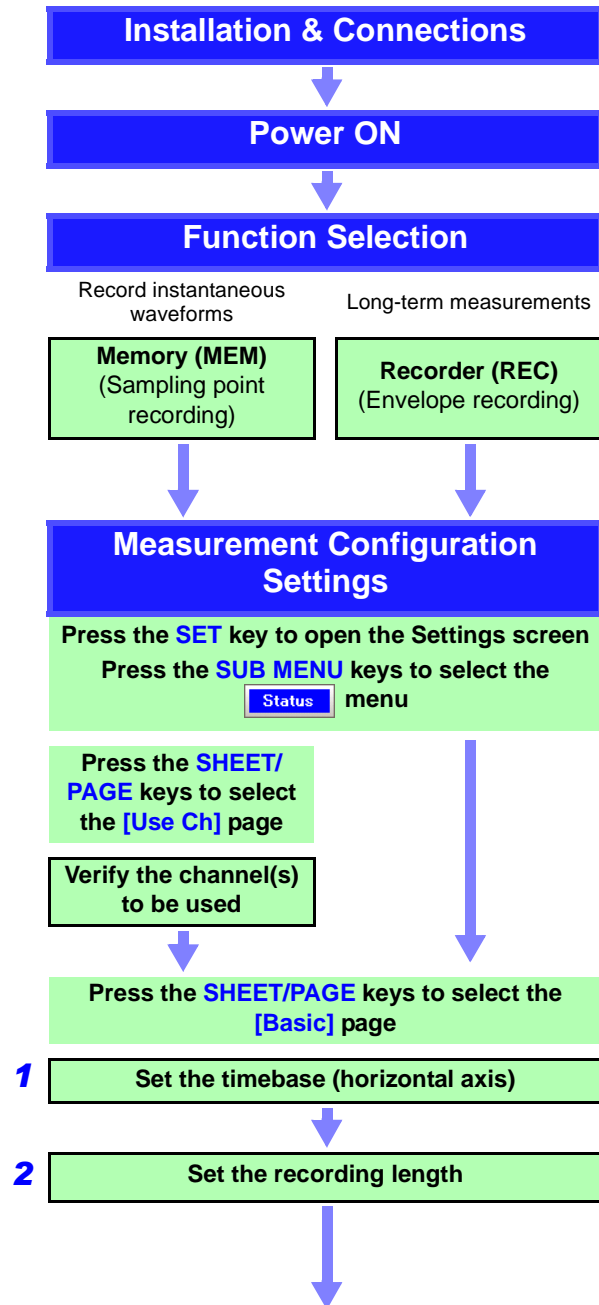 Installation & Connections
Power ON
Function Selection
Record instantaneous
waveforms
Long-term measurements
Memory (MEM)
(Sampling point
recording)
Recorder (REC)
(Envelope recording)
Measurement Configuration
Settings
Press the SET key to open the Settings screen
Press the SUB MENU keys to select the
Status menu
Press the SHEET/
PAGE keys to select
the [Use Ch] page
Verify the channel(s)
to be used
Press the SHEET/PAGE keys to select the
[Basic] page
1 Set the timebase (horizontal axis)
2 Set the recording length